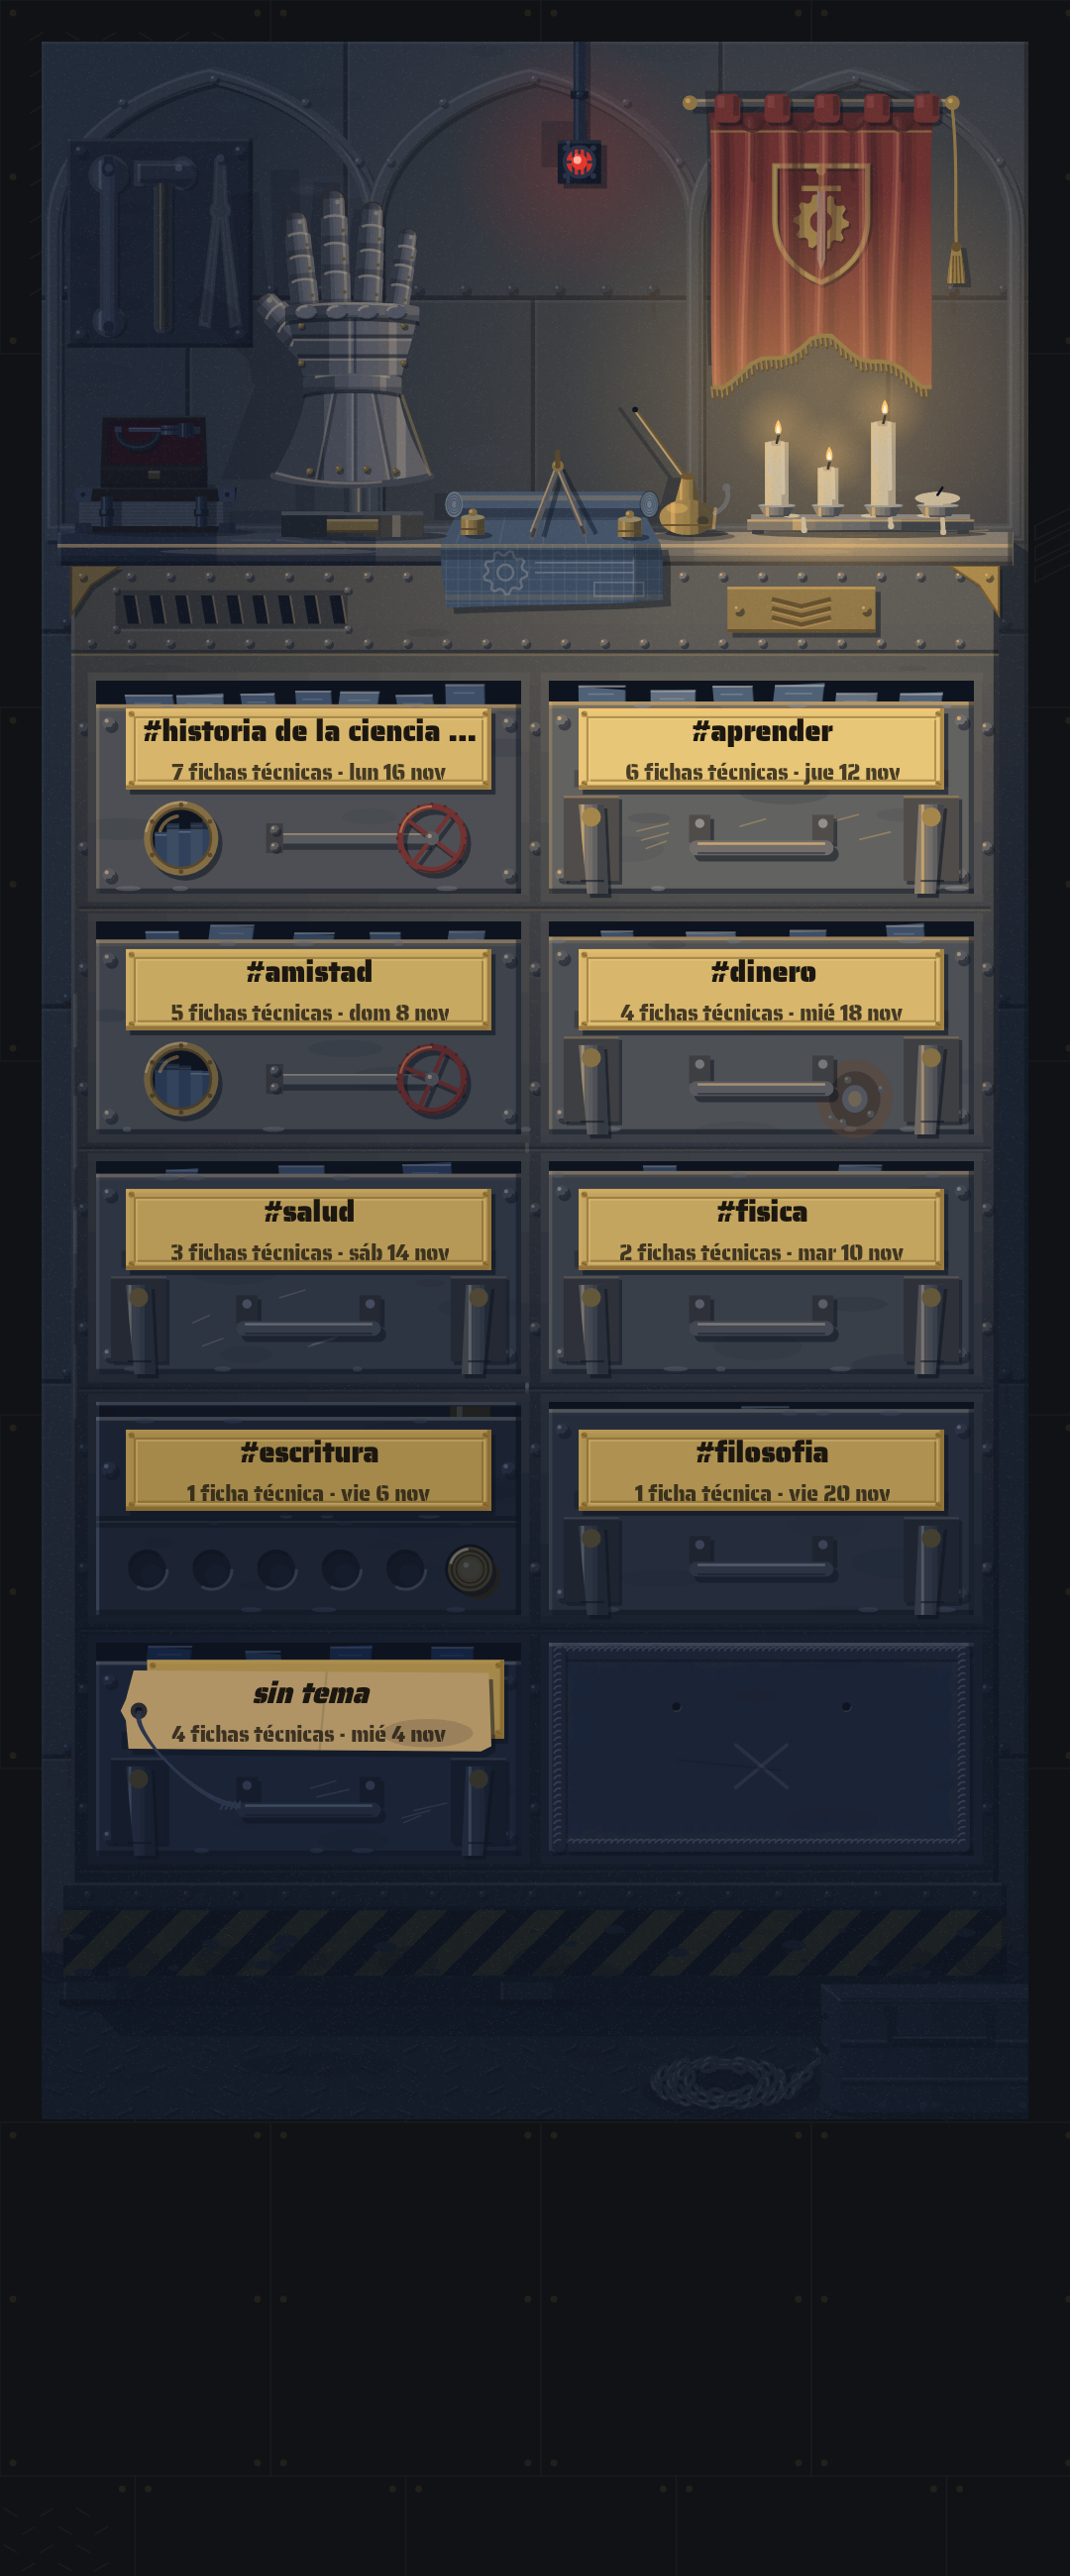 #historia de la ciencia ...
7 fichas técnicas · lun 16 nov
#aprender
6 fichas técnicas · jue 12 nov
#amistad
5 fichas técnicas · dom 8 nov
#dinero
4 fichas técnicas · mié 18 nov
#salud
3 fichas técnicas · sáb 14 nov
#fisica
2 fichas técnicas · mar 10 nov
#escritura
1 ficha técnica · vie 6 nov
#filosofia
1 ficha técnica · vie 20 nov
sin tema
4 fichas técnicas · mié 4 nov